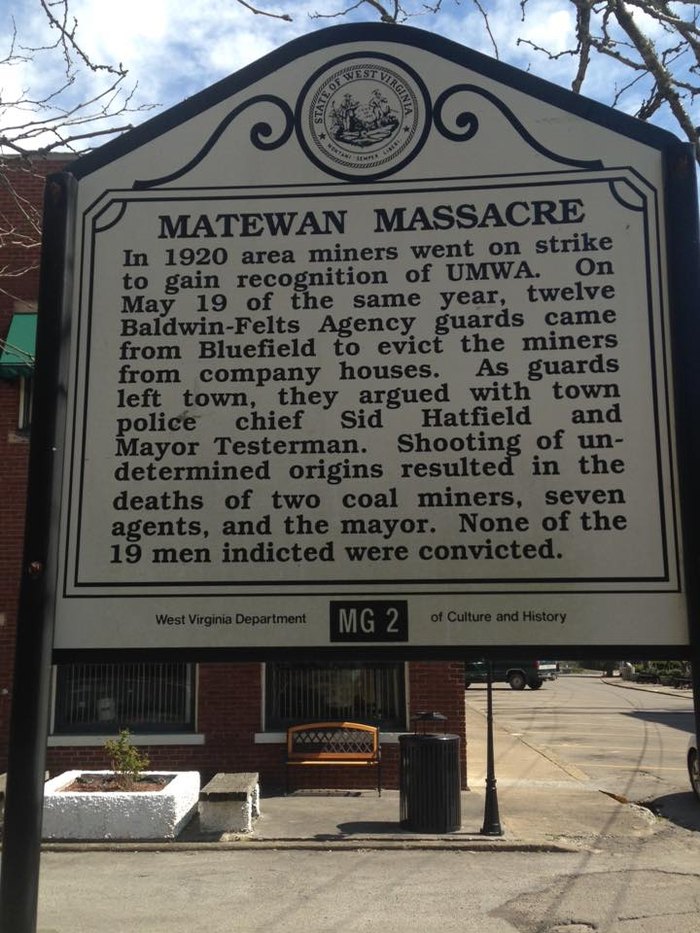 STATE OF WEST VIRGINIA
MONTANI SEMPER LIBERI
MATEWAN MASSACRE
In 1920 area miners went on strike
to gain recognition of UMWA. On
May 19 of the same year, twelve
Baldwin-Felts Agency guards came
from Bluefield to evict the miners
from company houses. As guards
left town, they argued with town
police chief Sid Hatfield and
Mayor Testerman. Shooting of un-
determined origins resulted in the
deaths of two coal miners, seven
agents, and the mayor. None of the
19 men indicted were convicted.
West Virginia Department MG 2 of Culture and History